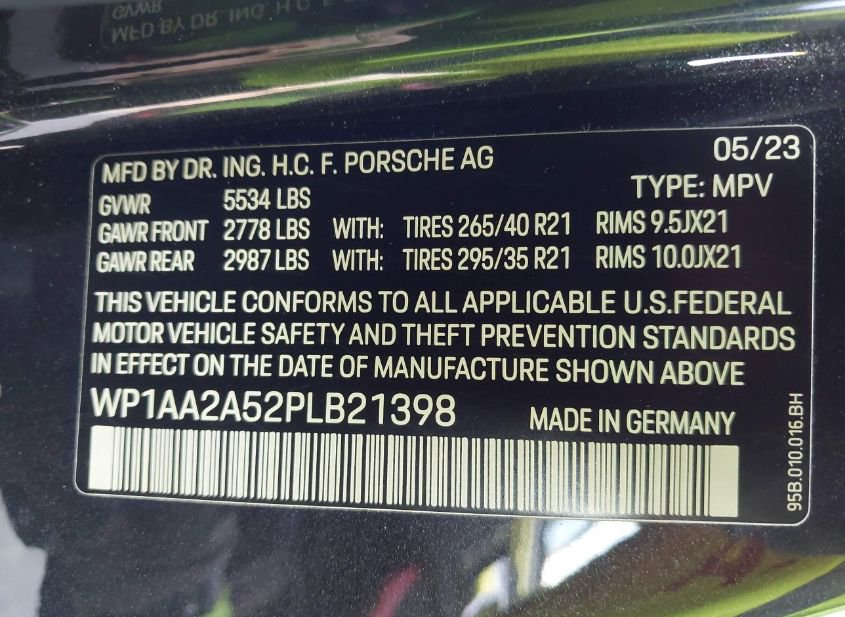 MFD BY DR. ING. H.C. F. PORSCHE AG 05/23
TYPE: MPV
GVWR 5534 LBS
GAWR FRONT 2778 LBS WITH: TIRES 265/40 R21 RIMS 9.5JX21
GAWR REAR 2987 LBS WITH: TIRES 295/35 R21 RIMS 10.0JX21
THIS VEHICLE CONFORMS TO ALL APPLICABLE U.S.FEDERAL
MOTOR VEHICLE SAFETY AND THEFT PREVENTION STANDARDS
IN EFFECT ON THE DATE OF MANUFACTURE SHOWN ABOVE
WP1AA2A52PLB21398 MADE IN GERMANY
95B.010.016.BH